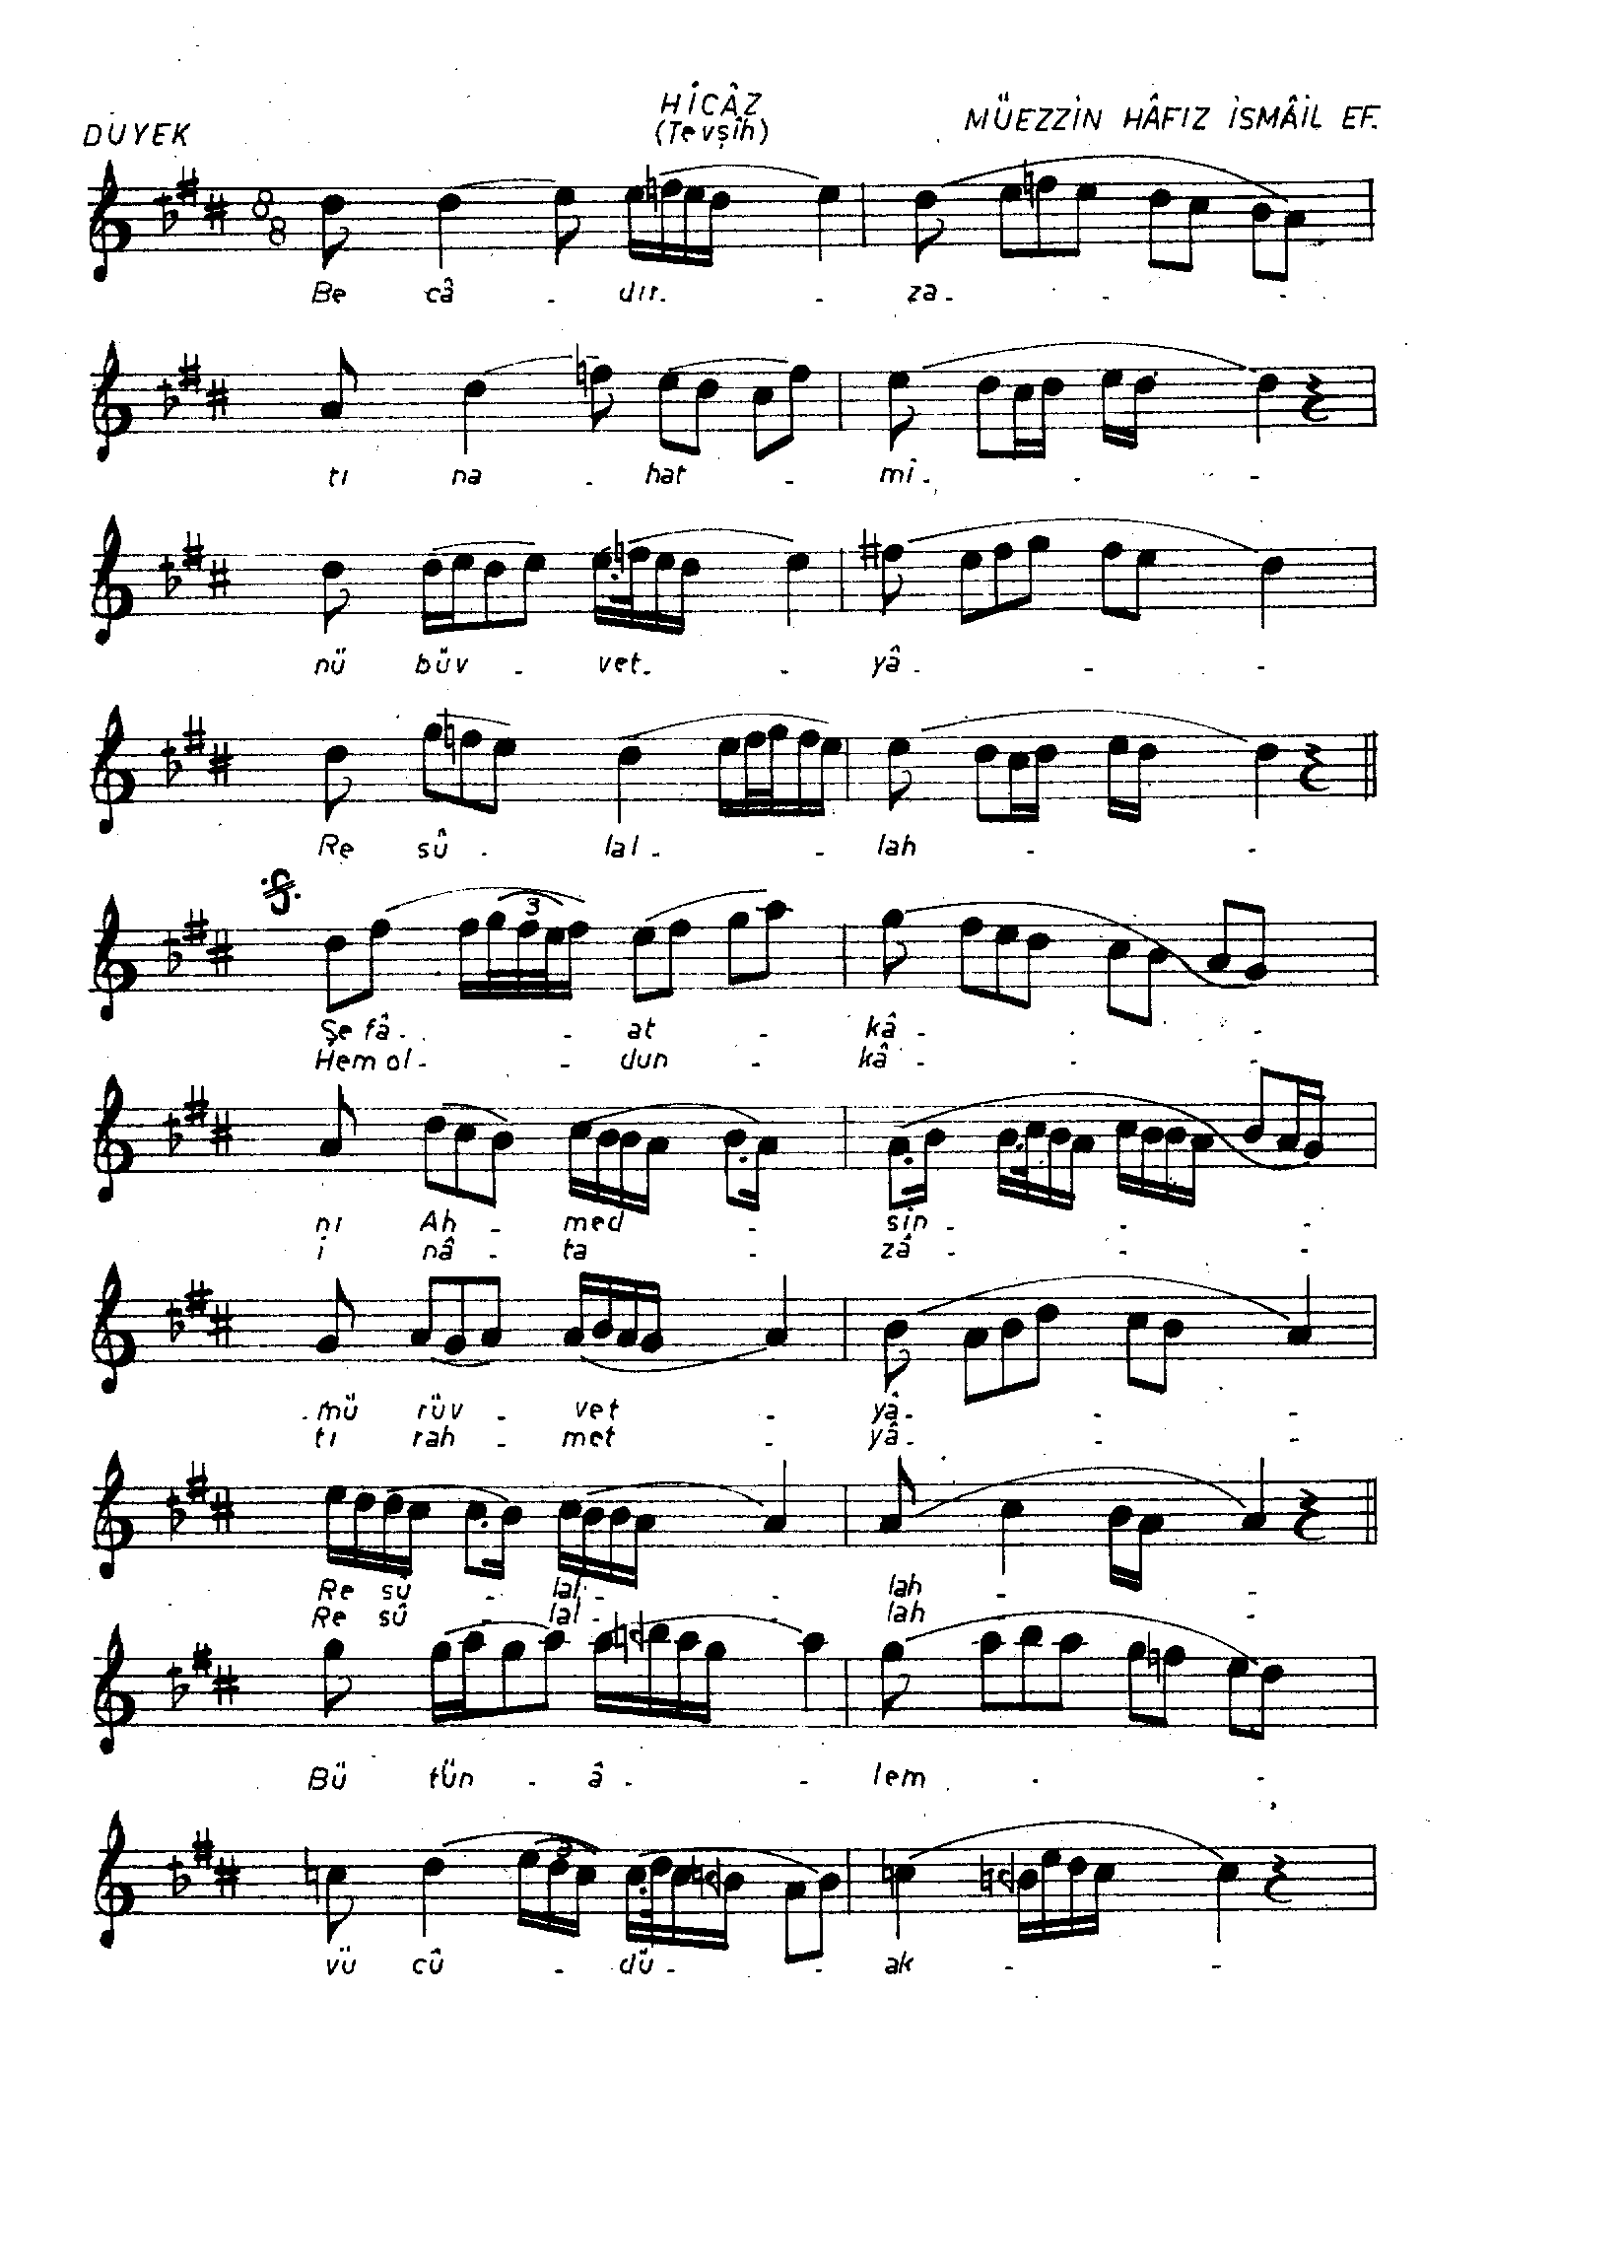 HİCÂZ
DÜYEK (Tevşîh) MÜEZZİN HÂFIZ İSMÂİL EF.
8 8
Be câ - dır - - za - - -
tı na - hat - mi - - - -
nü büv - vet - - yâ - - -
Re sû - lal - - lah - -
3
Şe fâ - - at - kâ - - -
Hem ol - - dun - kâ - - -
nı Ah - med - sin - - -
i nâ - ta - zâ - - -
mü rüv - vet - yâ - - -
tı rah - met - yâ - - -
Re sû - lal - - lah - -
Re sû - lal - - lah - -
Bü tün - â - - lem - -
3
vü cû - dü - - ak - -